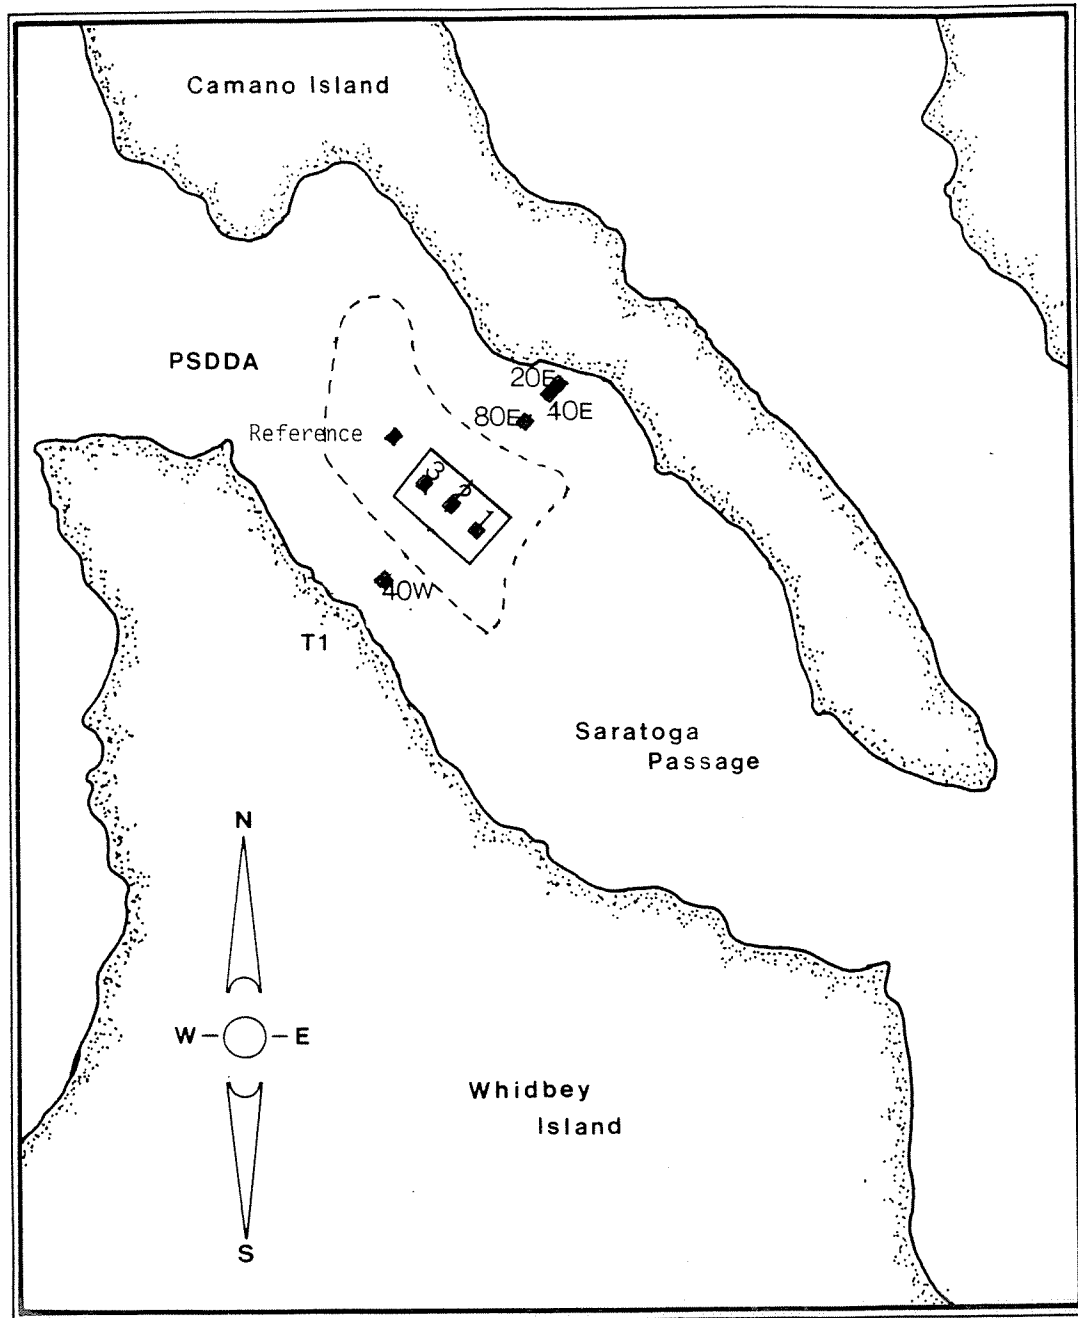 Camano Island
PSDDA
20E
40E
80E
Reference
3
2
1
40W
T1
Saratoga
Passage
N
W
E
S
Whidbey
Island